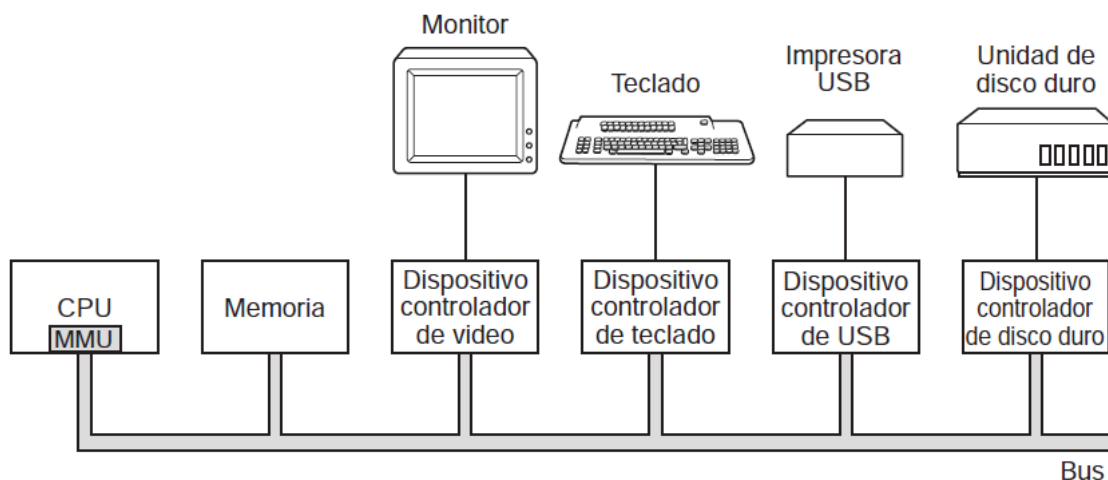 Monitor
Teclado
Impresora
USB
Unidad de
disco duro
CPU
MMU
Memoria
Dispositivo
controlador
de video
Dispositivo
controlador
de teclado
Dispositivo
controlador
de USB
Dispositivo
controlador
de disco duro
Bus